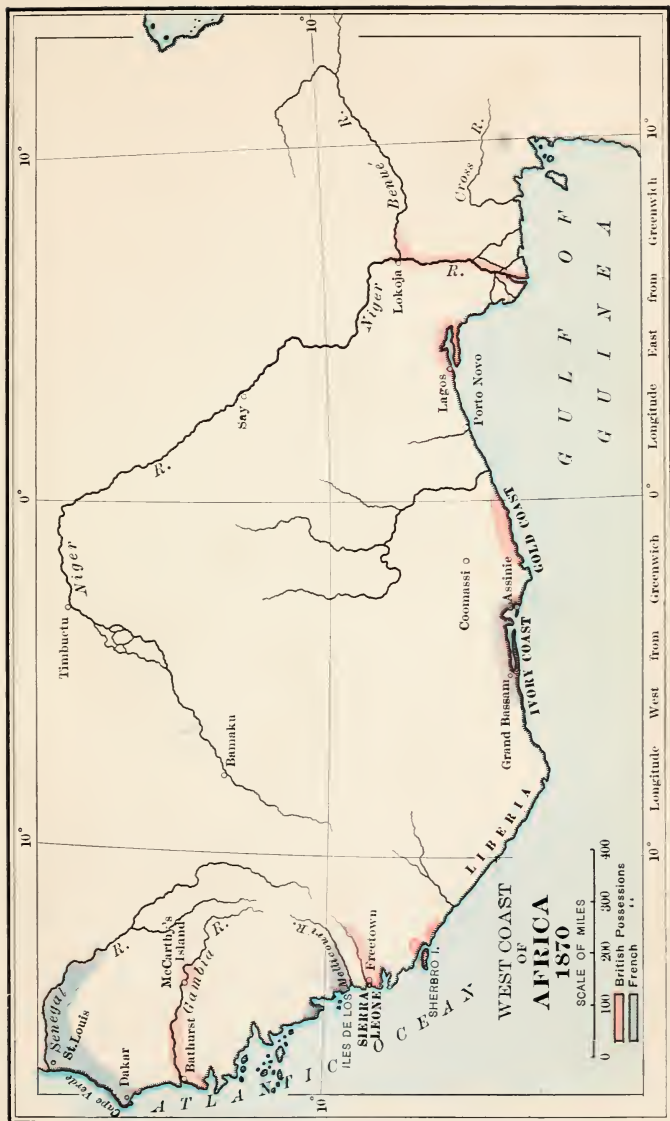 WEST COAST
OF
AFRICA
1870
SCALE OF MILES
0 100 200 300 400
British Possessions
French "
10°
0°
10°
10°
10°
10°
10°
Senegal R.
St.Louis
Cape Verde
Dakar
McCarthy's
Island
Bathurst
Gambia R.
ILES DE LOS
Mellicouri R.
SIERRA
LEONE
Freetown
SHERBRO I.
ATLANTIC OCEAN
LIBERIA
Timbuctu
Niger R.
Bamaku
Say
Niger R.
Lokoja
Benué R.
Cross R.
Coomassi
Lagos
Porto Novo
Grand Bassam
Assinie
IVORY COAST
GOLD COAST
GULF OF
GUINEA
Longitude West from Greenwich
Longitude East from Greenwich